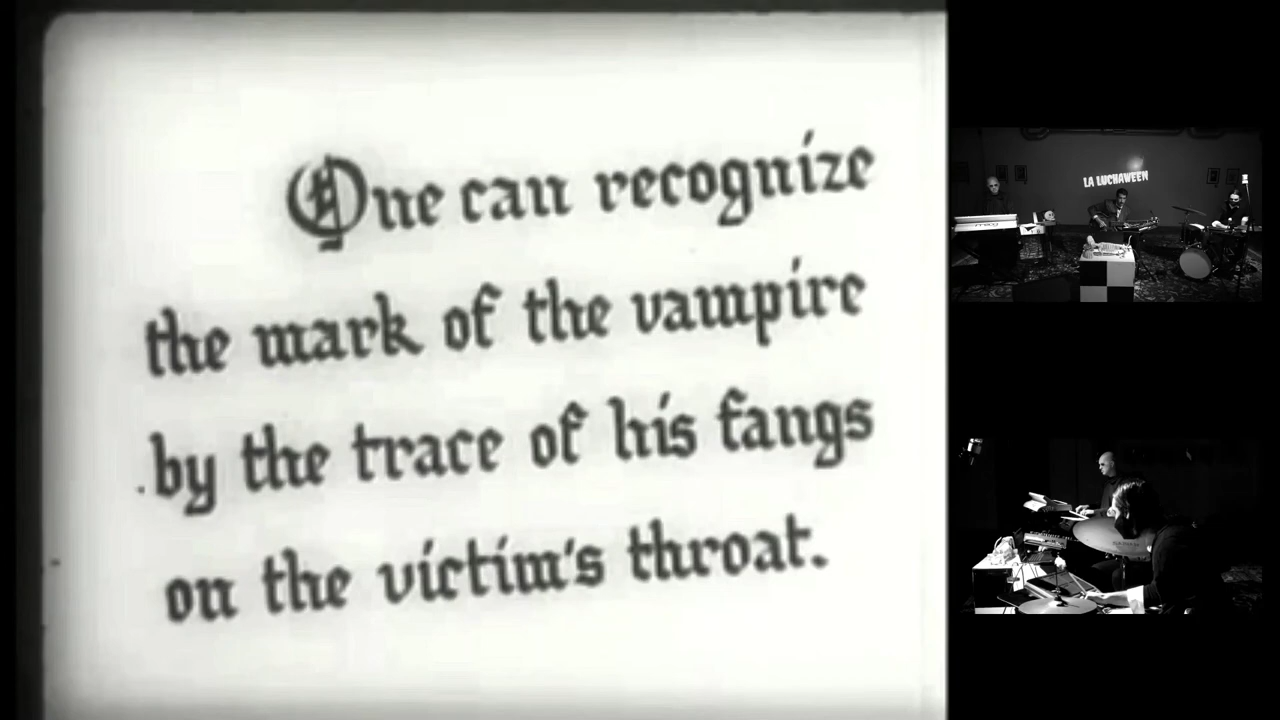 One can recognize
the mark of the vampire
by the trace of his fangs
on the victim's throat.
LA LUCHAWEEN